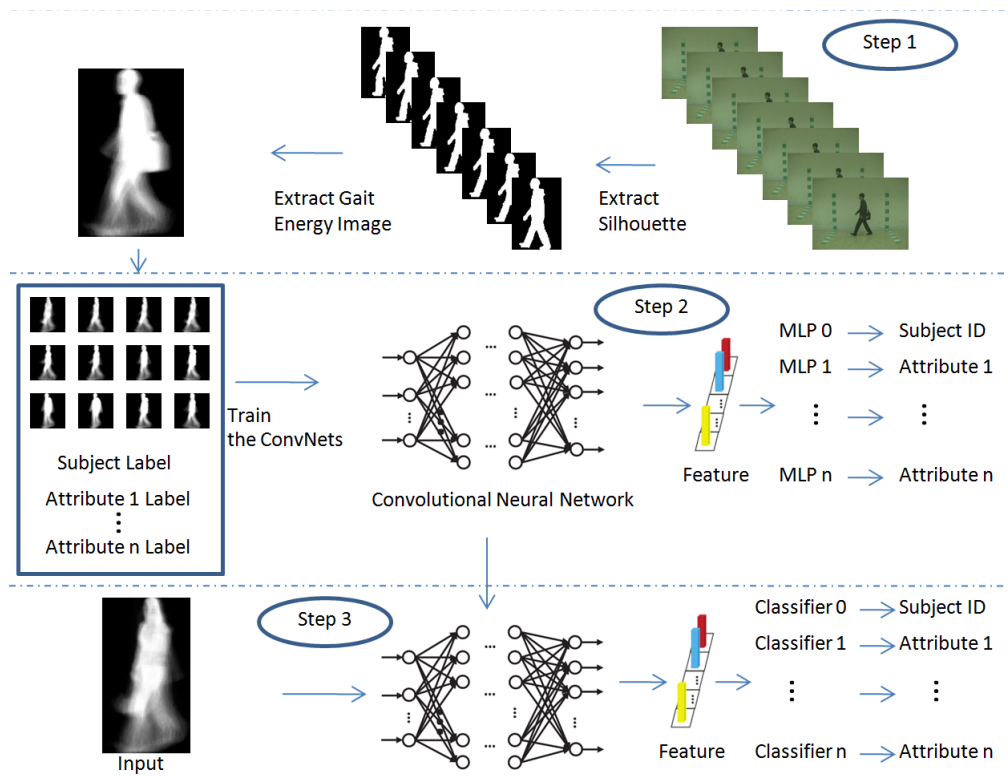 Step 1
Extract Gait
Energy Image
Extract
Silhouette
Step 2
MLP 0
Subject ID
MLP 1
Attribute 1
Train
the ConvNets
Subject Label
Attribute 1 Label
Attribute n Label
Feature
MLP n
Attribute n
Convolutional Neural Network
Step 3
Classifier 0
Subject ID
Classifier 1
Attribute 1
Feature
Classifier n
Attribute n
Input